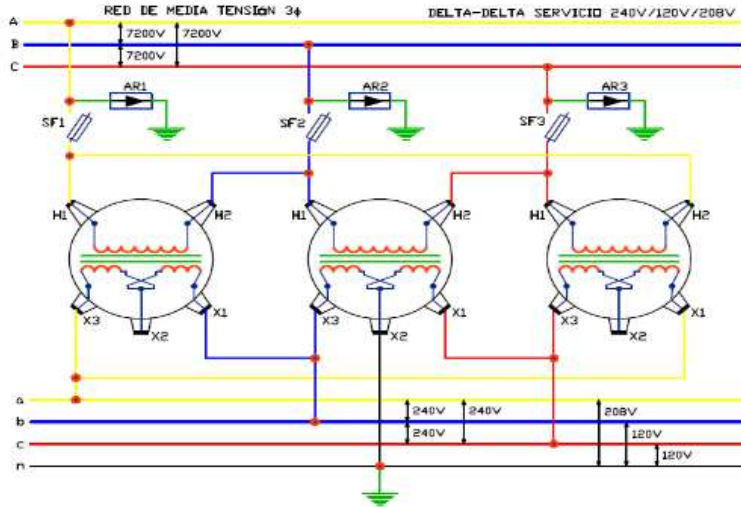 RED DE MEDIA TENSIÓN 3ϕ
DELTA-DELTA SERVICIO 240V/120V/208V
A
B
C
7200V 7200V
7200V
AR1 AR2 AR3
SF1 SF2 SF3
H1 H2 H1 H2 H1 H2
X3 X2 X1 X3 X2 X1 X3 X2 X1
a
b
c
n
240V 240V
240V
208V
120V
120V